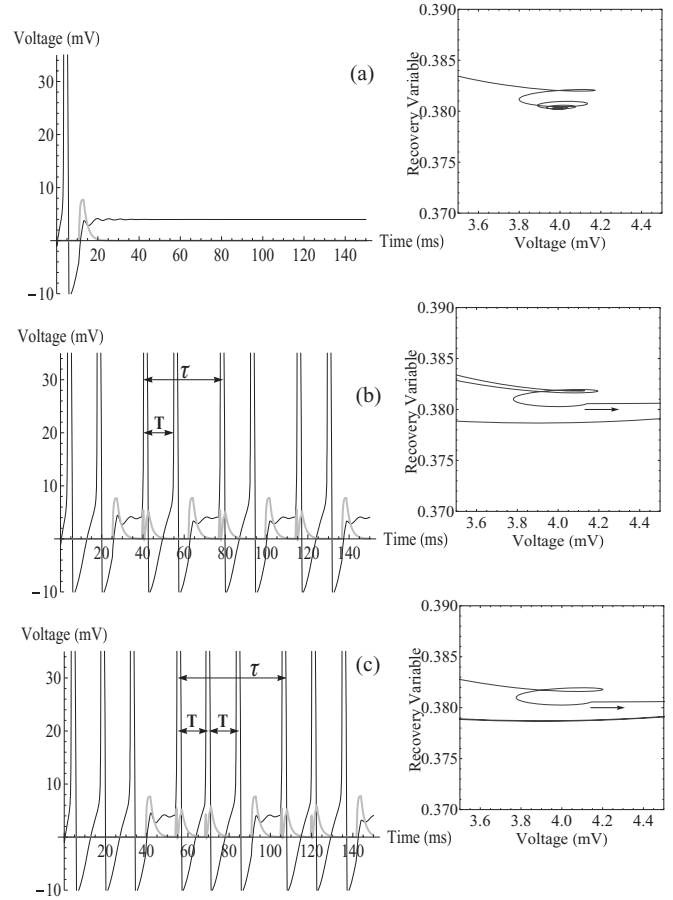 Voltage (mV)
30
20
10
−10
20 40 60 80 100 120 140
Time (ms)
(a)
Recovery Variable
0.390
0.385
0.380
0.375
0.370
3.6 3.8 4.0 4.2 4.4
Voltage (mV)
Voltage (mV)
30
20
10
−10
20 40 60 80 100 120 140
Time (ms)
τ
T
(b)
Recovery Variable
0.390
0.385
0.380
0.375
0.370
3.6 3.8 4.0 4.2 4.4
Voltage (mV)
Voltage (mV)
30
20
10
−10
20 40 60 80 100 120 140
Time (ms)
τ
T T
(c)
Recovery Variable
0.390
0.385
0.380
0.375
0.370
3.6 3.8 4.0 4.2 4.4
Voltage (mV)